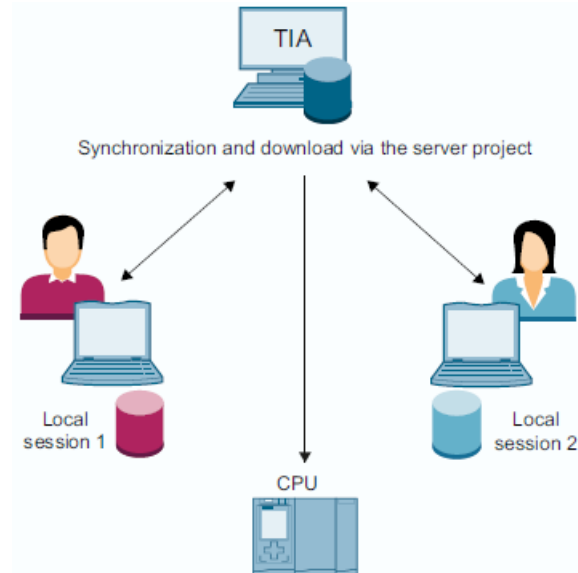 TIA
Synchronization and download via the server project
Local
session 1
Local
session 2
CPU